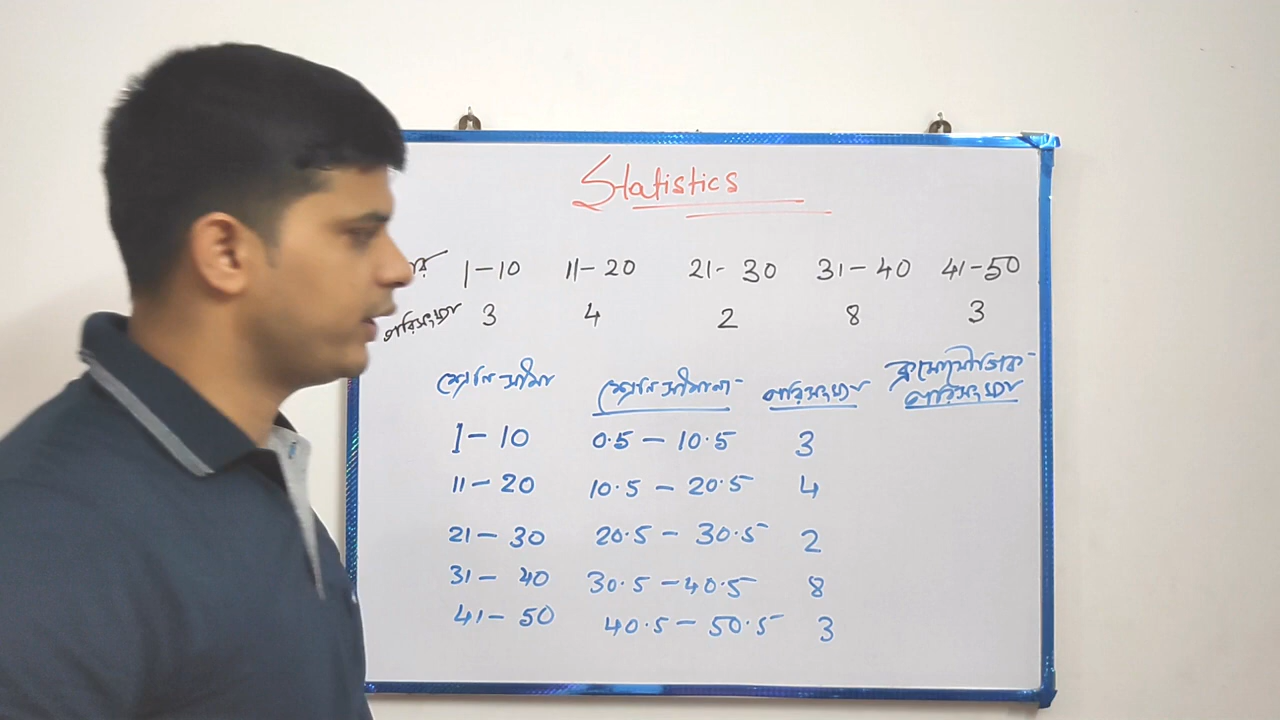 Statistics
1-10 11-20 21-30 31-40 41-50
পরিসংখ্যা 3 4 2 8 3
শ্রেণি-সীমা শ্রেণি-সীমানা পরিসংখ্যা ক্রমযৌগিক পরিসংখ্যা
1-10 0.5-10.5 3
11-20 10.5-20.5 4
21-30 20.5-30.5 2
31-40 30.5-40.5 8
41-50 40.5-50.5 3